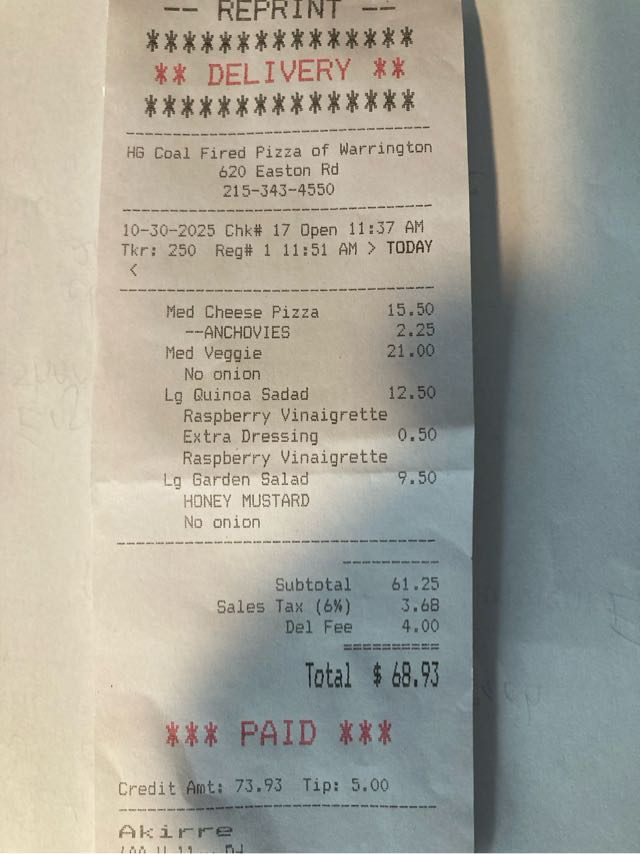 -- REPRINT --
***************
** DELIVERY **
***************
HG Coal Fired Pizza of Warrington
620 Easton Rd
215-343-4550
10-30-2025 Chk# 17 Open 11:37 AM
Tkr: 250 Reg# 1 11:51 AM > TODAY
<
Med Cheese Pizza 15.50
--ANCHOVIES 2.25
Med Veggie 21.00
No onion
Lg Quinoa Sadad 12.50
Raspberry Vinaigrette
Extra Dressing 0.50
Raspberry Vinaigrette
Lg Garden Salad 9.50
HONEY MUSTARD
No onion
Subtotal 61.25
Sales Tax (6%) 3.68
Del Fee 4.00
Total $ 68.93
*** PAID ***
Credit Amt: 73.93 Tip: 5.00
Akirre